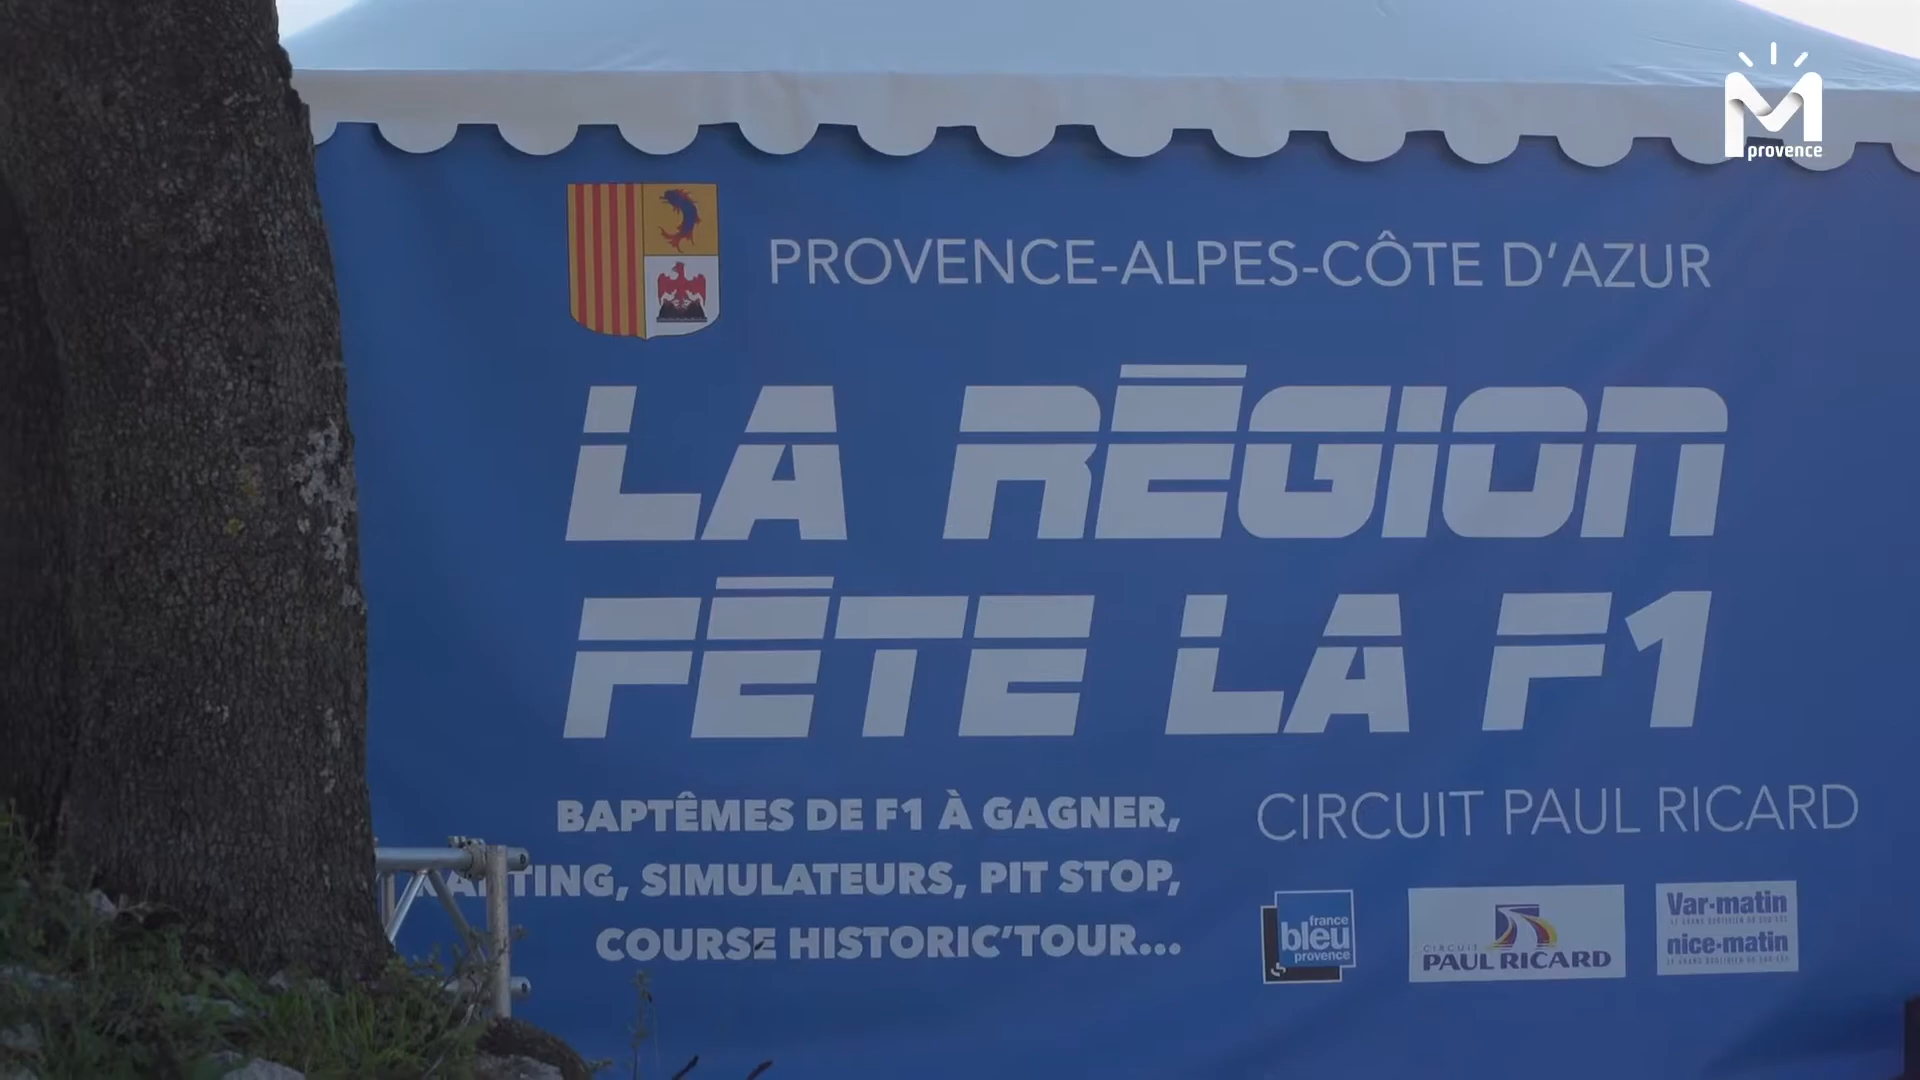 provence
PROVENCE-ALPES-CÔTE D'AZUR
LA RÉGION
FÊTE LA F1
BAPTÊMES DE F1 À GAGNER,
KARTING, SIMULATEURS, PIT STOP,
COURSE HISTORIC'TOUR...
CIRCUIT PAUL RICARD
france
bleu
provence
CIRCUIT
PAUL RICARD
Var-matin
nice-matin